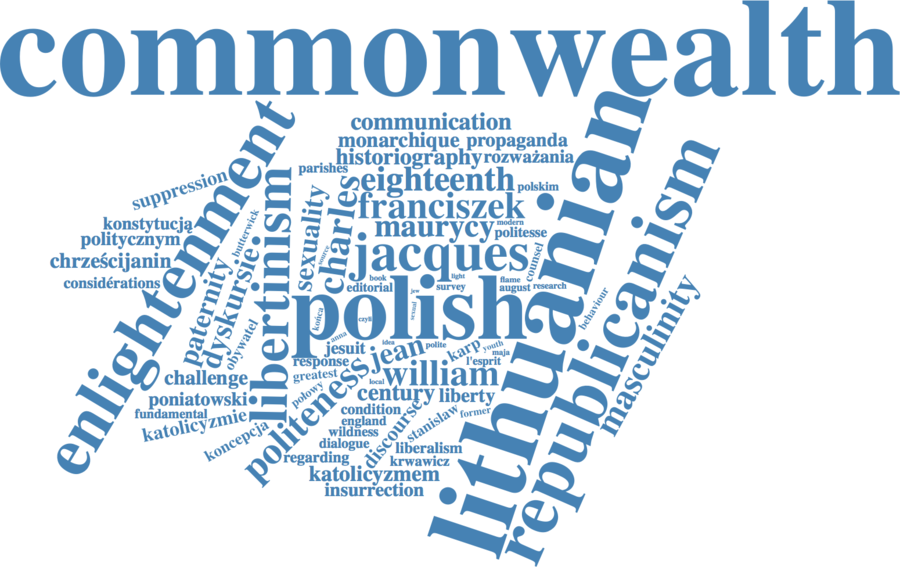 commonwealth
enlightenment
lithuanian
republicanism
masculinity
communication
monarchique
propaganda
historiography
rozważania
parishes
eighteenth
polskim
suppression
franciszek
sexuality
charles
maurycy
modern
politesse
konstytucją
politycznym
butterwick
libertinism
jacques
counsel
chrześcijanin
considérations
paternity
dyskursie
obywatel
source
book
light
flame
editorial
survey
august
research
polish
jew
sexual
końca
czyli
behaviour
anna
idea
polite
jesuit
jean
karp
youth
maja
response
l'esprit
greatest
local
william
challenge
połowy
century
liberty
poniatowski
politeness
condition
discourse
stanisław
former
fundamental
katolicyzmie
england
wildness
koncepcja
dialogue
liberalism
regarding
krwawicz
katolicyzmem
insurrection